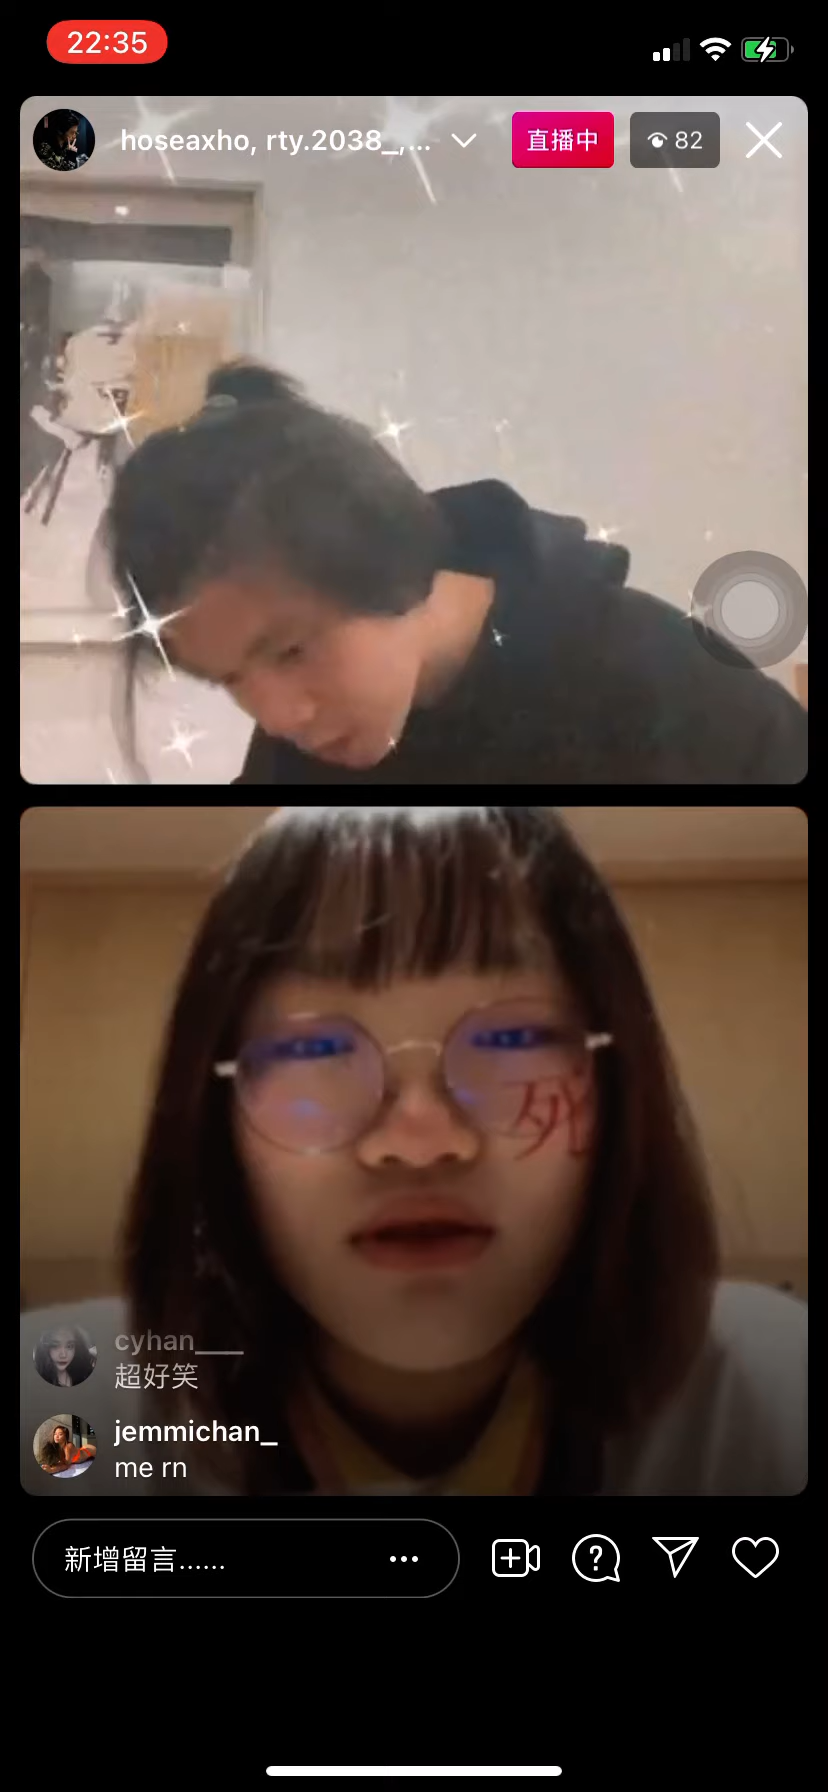 22:35
hoseaxho, rty.2038_,...
直播中
82
死
cyhan___
超好笑
jemmichan_
me rn
新增留言......